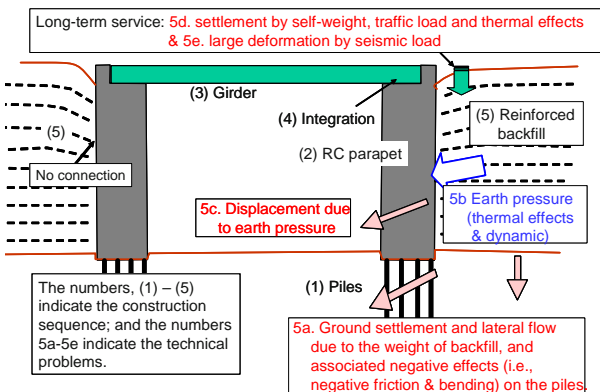 Long-term service: 5d. settlement by self-weight, traffic load and thermal effects
& 5e. large deformation by seismic load
(3) Girder
(4) Integration
(5)
(5) Reinforced
backfill
(2) RC parapet
No connection
5c. Displacement due
to earth pressure
5b Earth pressure
(thermal effects
& dynamic)
The numbers, (1) – (5)
indicate the construction
sequence; and the numbers
5a-5e indicate the technical
problems.
(1) Piles
5a. Ground settlement and lateral flow
due to the weight of backfill, and
associated negative effects (i.e.,
negative friction & bending) on the piles.